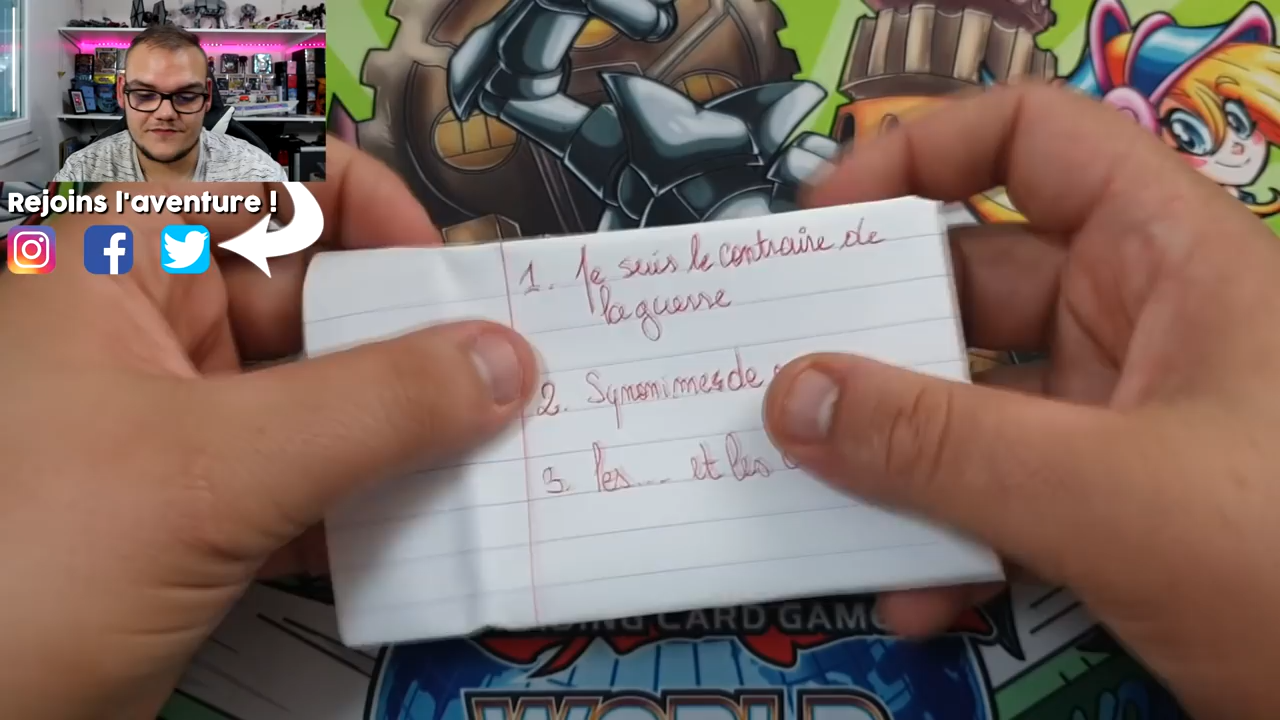 Rejoins l'aventure !
1. Je suis le contraire de
la guerre
2. Synonimes de
3. les.... et les
TRADING CARD GAME
WORLD